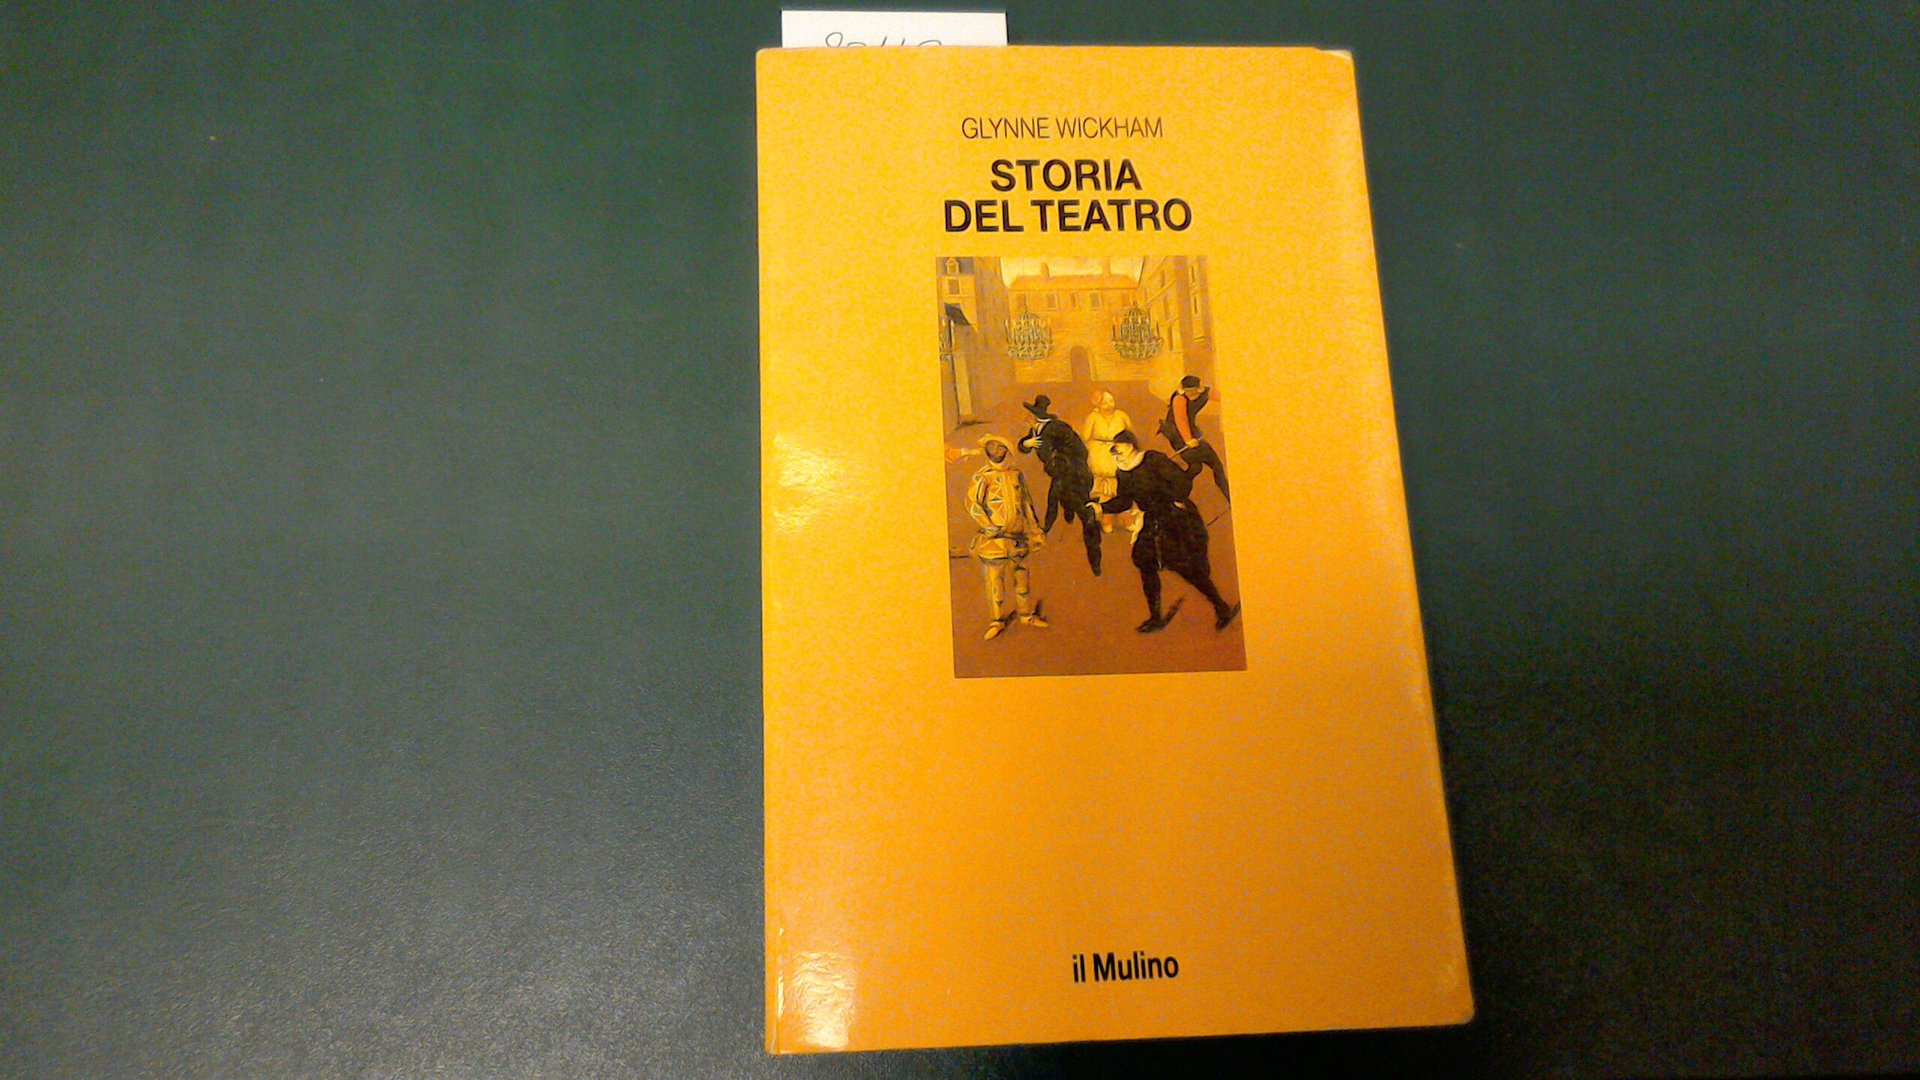 GLYNNE WICKHAM
STORIA
DEL TEATRO
il Mulino